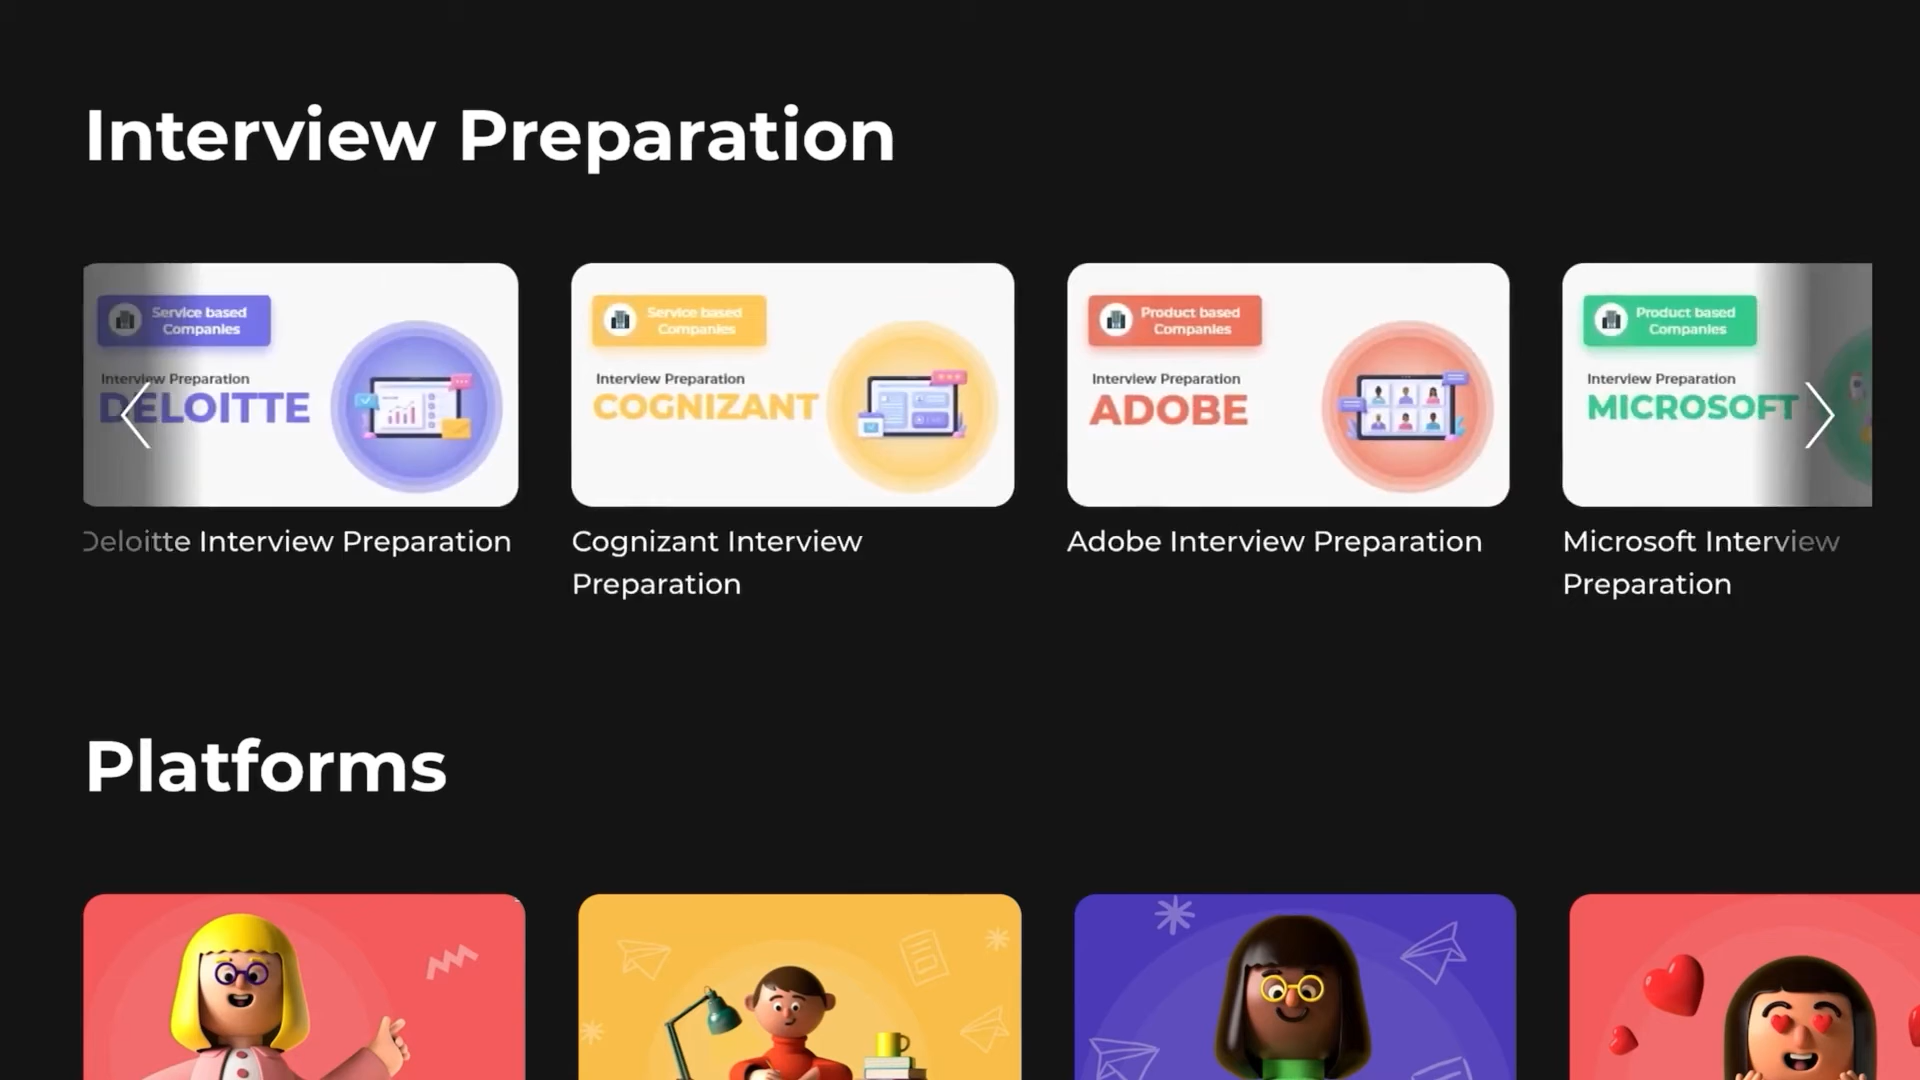 Interview Preparation
Service based
Companies
Interview Preparation
DELOITTE
Deloitte Interview Preparation
Service based
Companies
Interview Preparation
COGNIZANT
Cognizant Interview
Preparation
Product based
Companies
Interview Preparation
ADOBE
Adobe Interview Preparation
Product based
Companies
Interview Preparation
MICROSOFT
Microsoft Interview
Preparation
Platforms